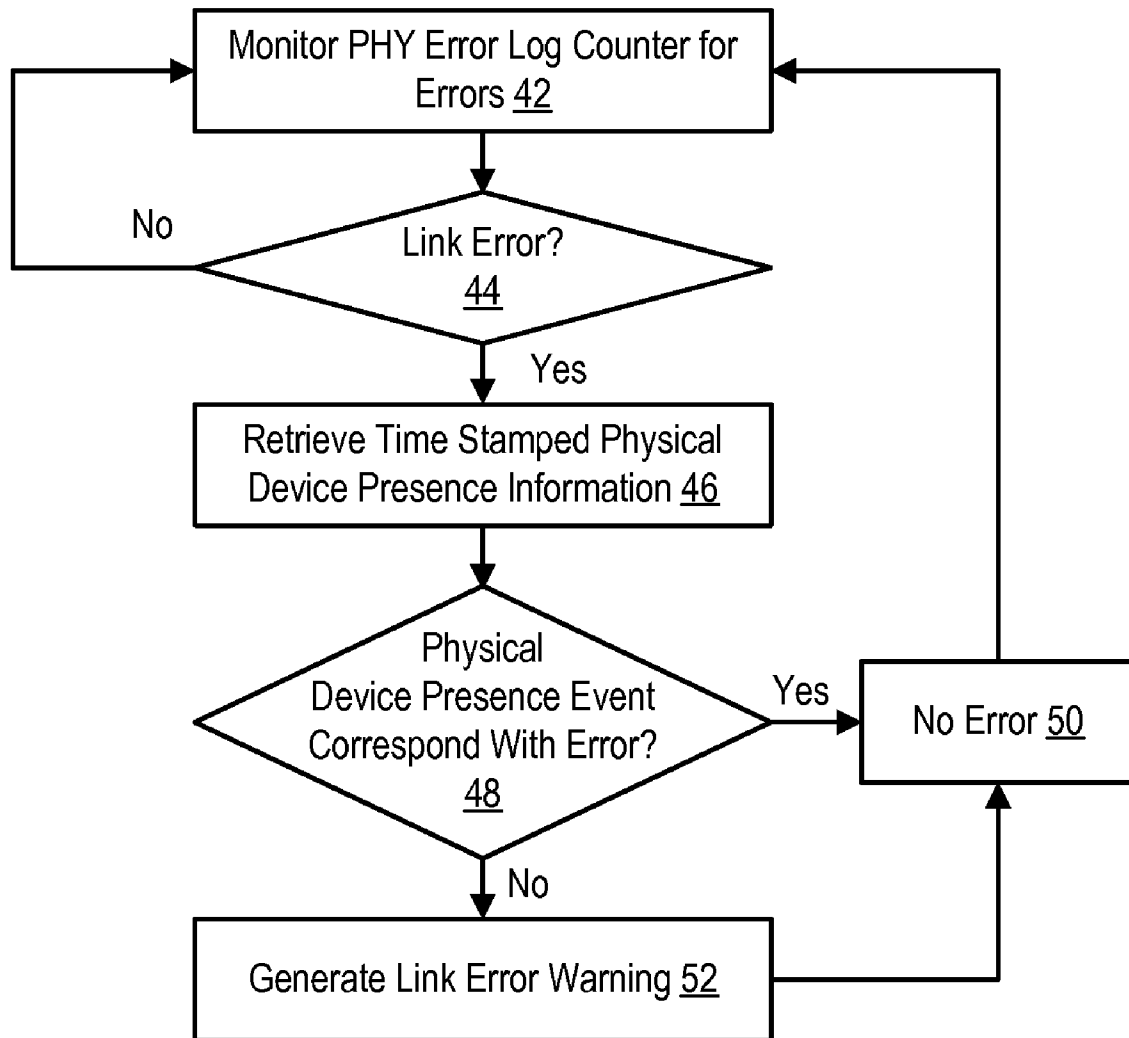 Monitor PHY Error Log Counter for
Errors 42
No
Link Error?
44
Yes
Retrieve Time Stamped Physical
Device Presence Information 46
Physical
Device Presence Event
Correspond With Error?
48
Yes
No Error 50
No
Generate Link Error Warning 52